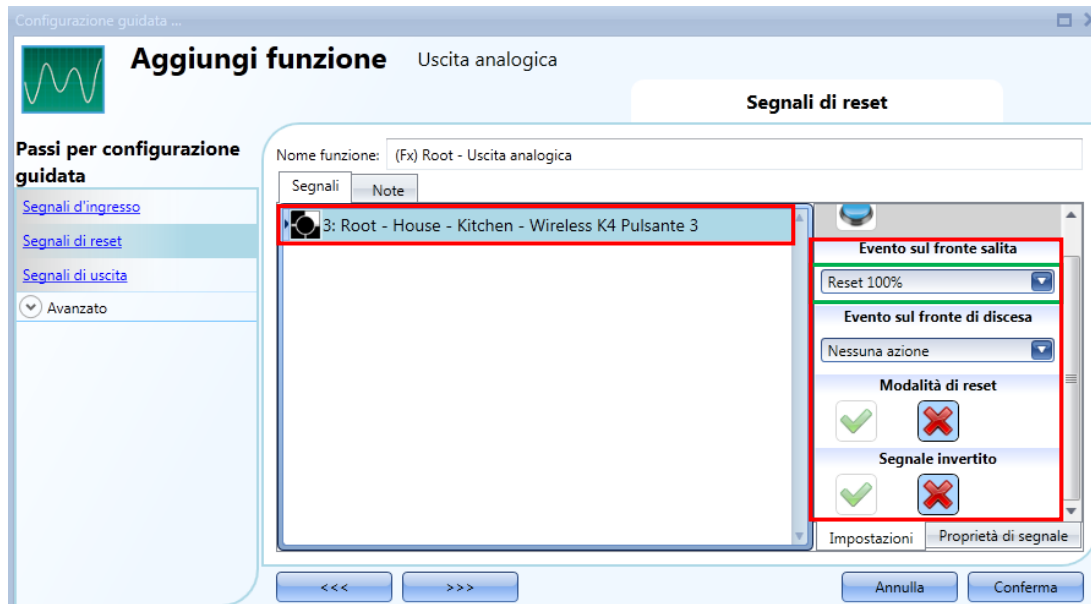 Configurazione guidata ...
Aggiungi funzione Uscita analogica
Segnali di reset
Passi per configurazione
guidata
Segnali d'ingresso
Segnali di reset
Segnali di uscita
Avanzato
Nome funzione: (Fx) Root - Uscita analogica
Segnali Note
3: Root - House - Kitchen - Wireless K4 Pulsante 3
Evento sul fronte salita
Reset 100%
Evento sul fronte di discesa
Nessuna azione
Modalità di reset
Segnale invertito
Impostazioni Proprietà di segnale
<<< >>> Annulla Conferma